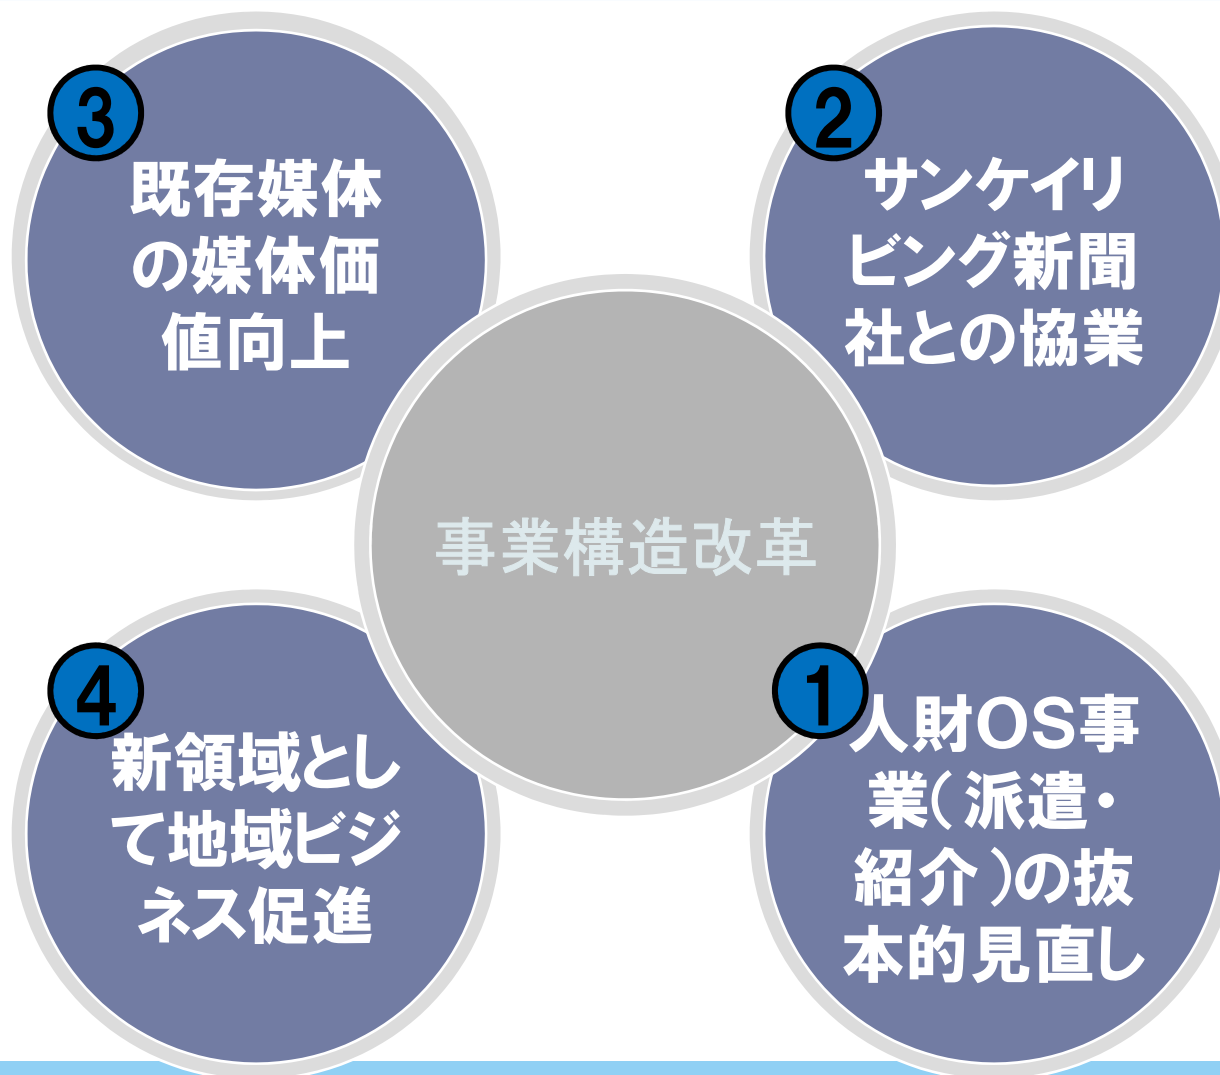 3
既存媒体
の媒体価
値向上
2
サンケイリ
ビング新聞
社との協業
事業構造改革
4
新領域とし
て地域ビジ
ネス促進
1
人財OS事
業(派遣・
紹介)の抜
本的見直し